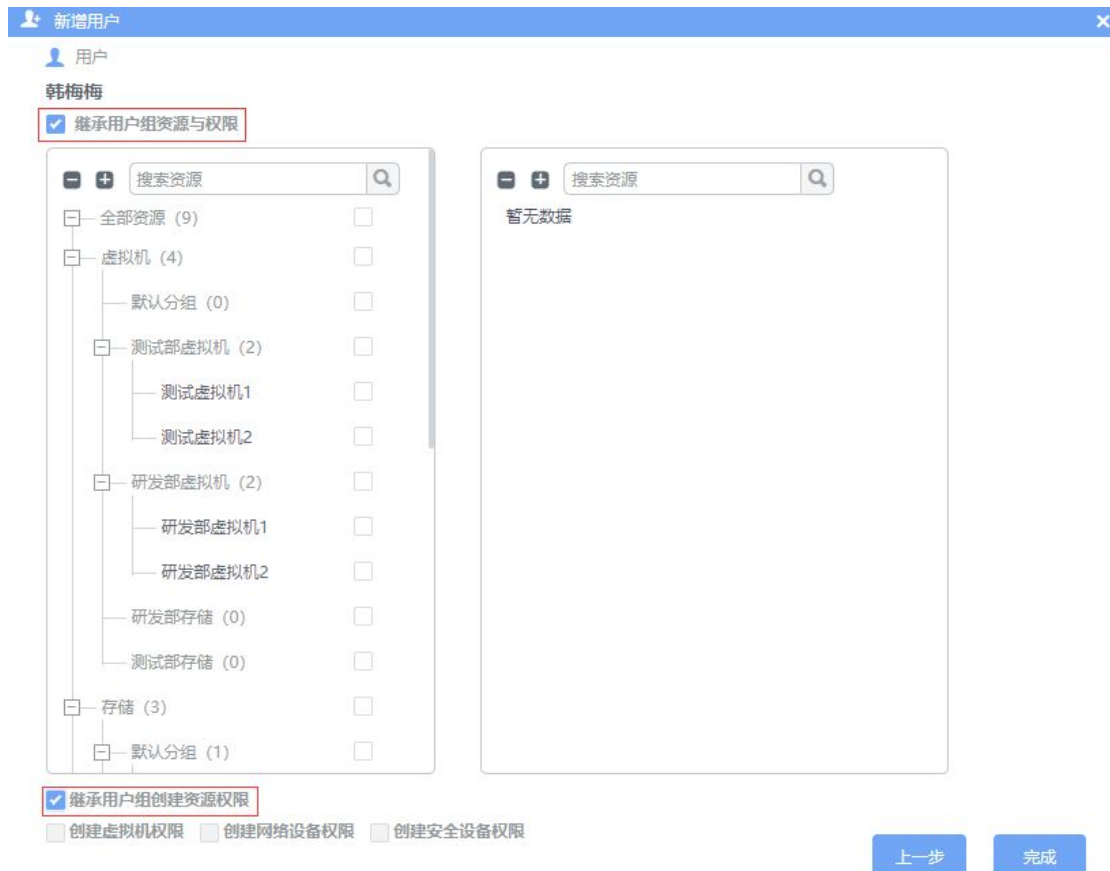 新增用户
用户
韩梅梅
继承用户组资源与权限
搜索资源
全部资源 (9)
虚拟机 (4)
默认分组 (0)
测试部虚拟机 (2)
测试虚拟机1
测试虚拟机2
研发部虚拟机 (2)
研发部虚拟机1
研发部虚拟机2
研发部存储 (0)
测试部存储 (0)
存储 (3)
默认分组 (1)
搜索资源
暂无数据
继承用户组创建资源权限
创建虚拟机权限 创建网络设备权限 创建安全设备权限
上一步 完成